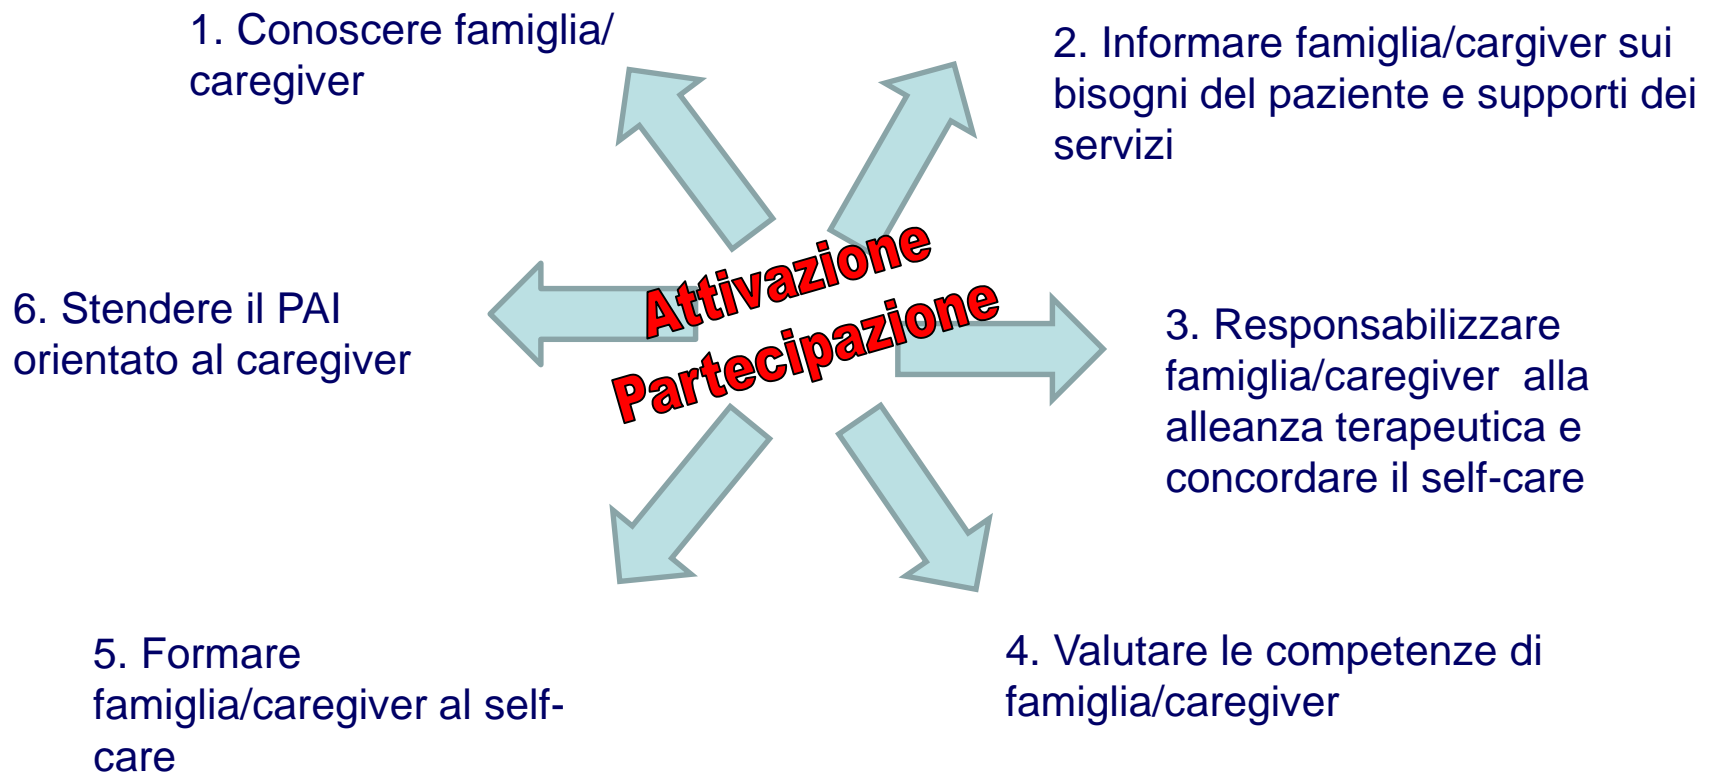 1. Conoscere famiglia/
caregiver
2. Informare famiglia/cargiver sui
bisogni del paziente e supporti dei
servizi
Attivazione
Partecipazione
3. Responsabilizzare
famiglia/caregiver alla
alleanza terapeutica e
concordare il self-care
4. Valutare le competenze di
famiglia/caregiver
5. Formare
famiglia/caregiver al self-
care
6. Stendere il PAI
orientato al caregiver